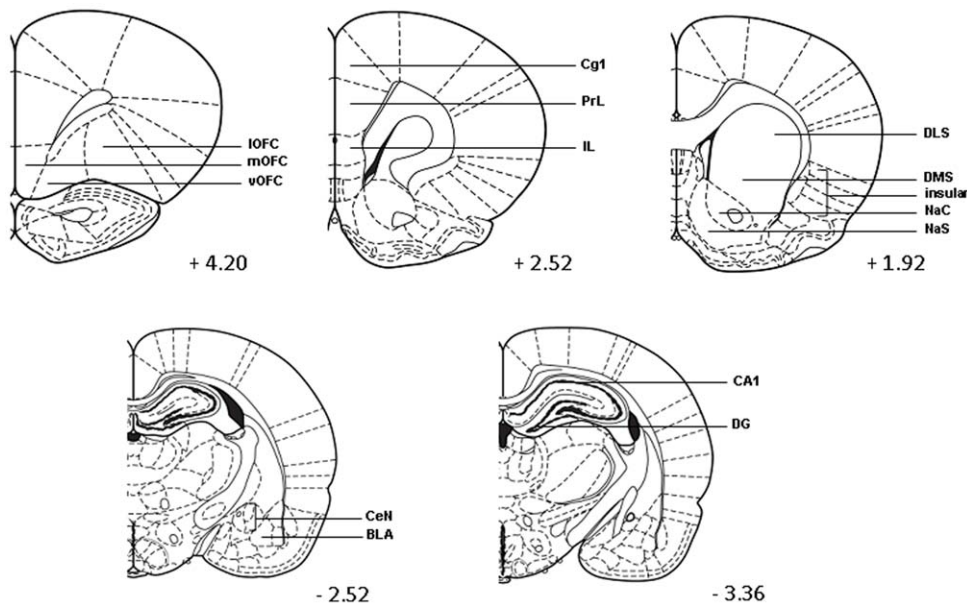 lOFC
mOFC
vOFC
+ 4.20
Cg1
PrL
IL
+ 2.52
DLS
DMS
insular
NaC
NaS
+ 1.92
CeN
BLA
- 2.52
CA1
DG
- 3.36